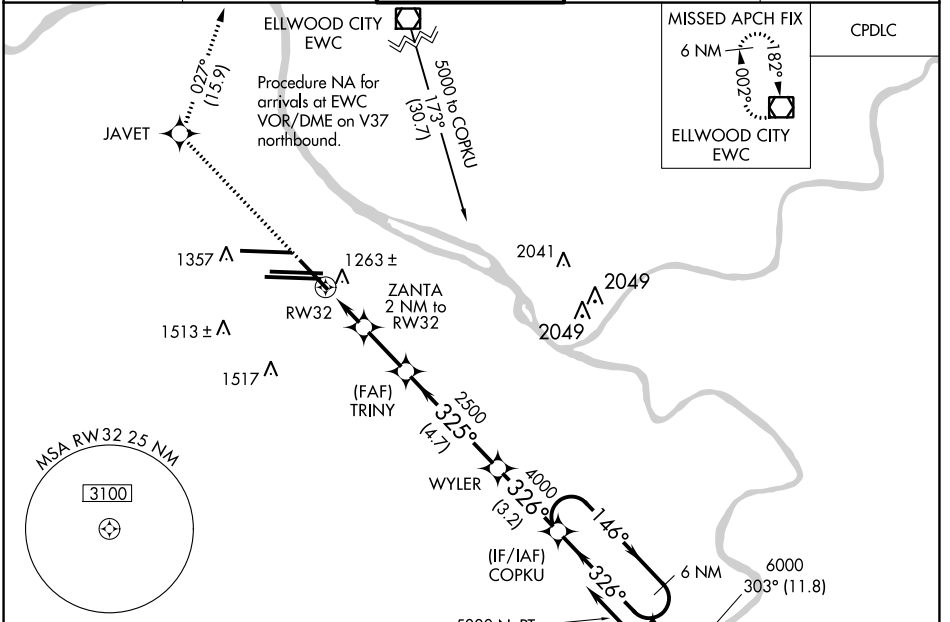 ELLWOOD CITY
EWC
MISSED APCH FIX
6 NM
182°
002°
ELLWOOD CITY
EWC
CPDLC
027°
(15.9)
Procedure NA for
arrivals at EWC
VOR/DME on V37
northbound.
5000 to COPKU
173°
(30.7)
JAVET
1357
1263 ±
2041
2049
2049
RW32
ZANTA
2 NM to
RW32
1513 ±
1517
(FAF)
TRINY
2500
325°
(4.7)
MSA RW32 25 NM
3100
WYLER
4000
326°
(3.2)
146°
(IF/IAF)
COPKU
326°
6 NM
6000
303° (11.8)